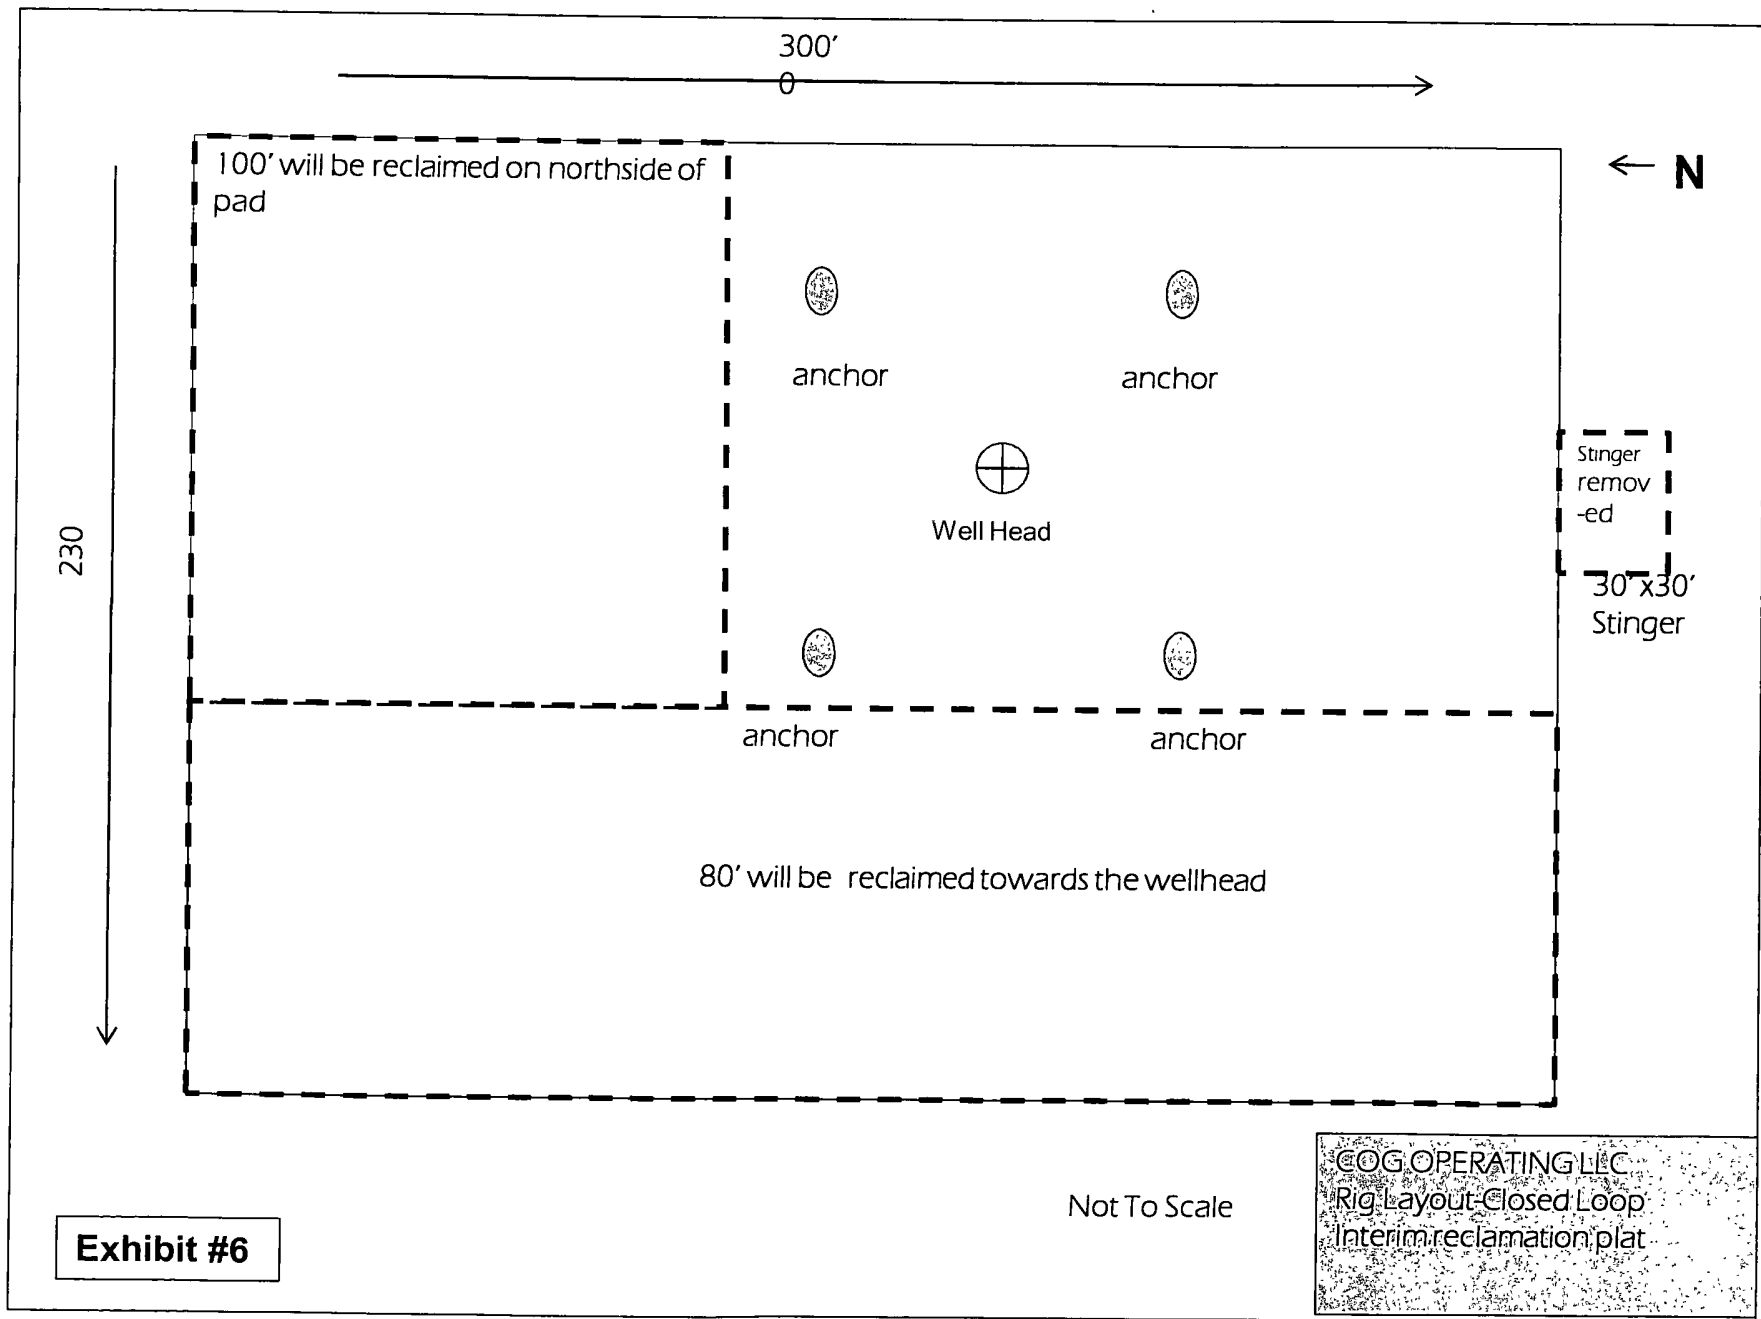 300'
0
100' will be reclaimed on northside of
pad
← N
anchor
anchor
Stinger
remov
-ed
Well Head
230
30' x30'
Stinger
anchor
anchor
80' will be reclaimed towards the wellhead
Not To Scale
COG OPERATING LLC
Rig Layout-Closed Loop
Interim reclamation plat
Exhibit #6